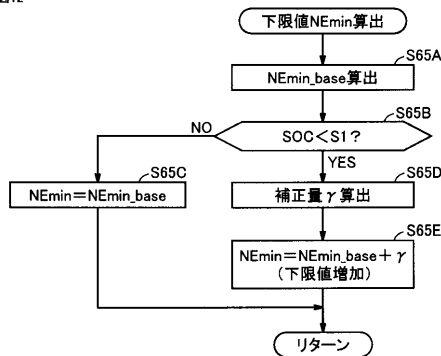 下限値NEmin算出
S65A
NEmin_base算出
S65B
SOC<S1?
NO
YES
S65C
NEmin=NEmin_base
S65D
補正量γ算出
S65E
NEmin=NEmin_base+γ
(下限値増加)
リターン